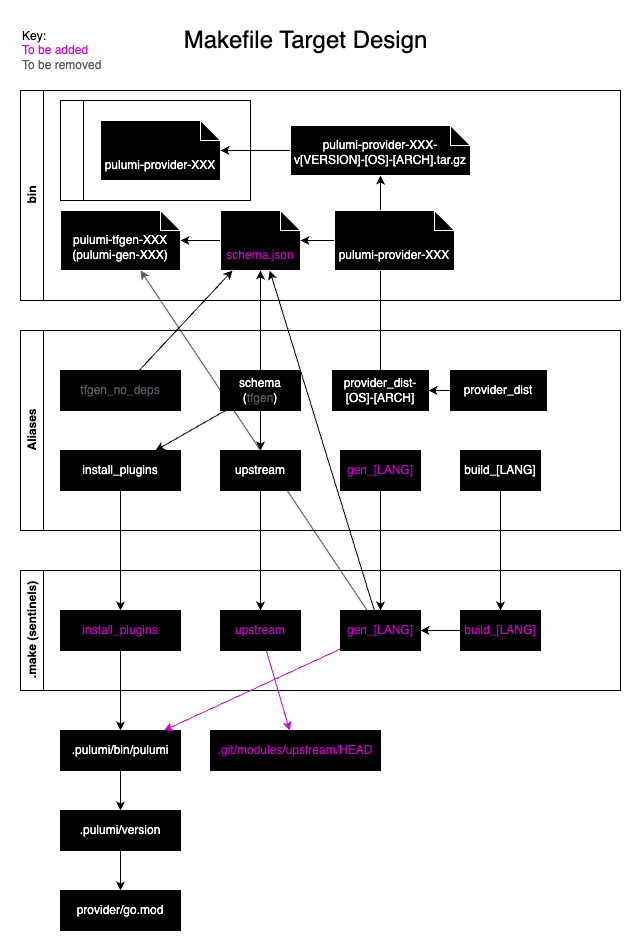 Makefile Target Design
Key:
To be added
To be removed
bin
pulumi-provider-XXX
pulumi-provider-XXX-
v[VERSION]-[OS]-[ARCH].tar.gz
pulumi-tfgen-XXX
(pulumi-gen-XXX)
schema.json
pulumi-provider-XXX
Aliases
tfgen_no_deps
schema
(tfgen)
provider_dist-
[OS]-[ARCH]
provider_dist
install_plugins
upstream
gen_[LANG]
build_[LANG]
.make (sentinels)
install_plugins
upstream
gen_[LANG]
build_[LANG]
.pulumi/bin/pulumi
.git/modules/upstream/HEAD
.pulumi/version
provider/go.mod